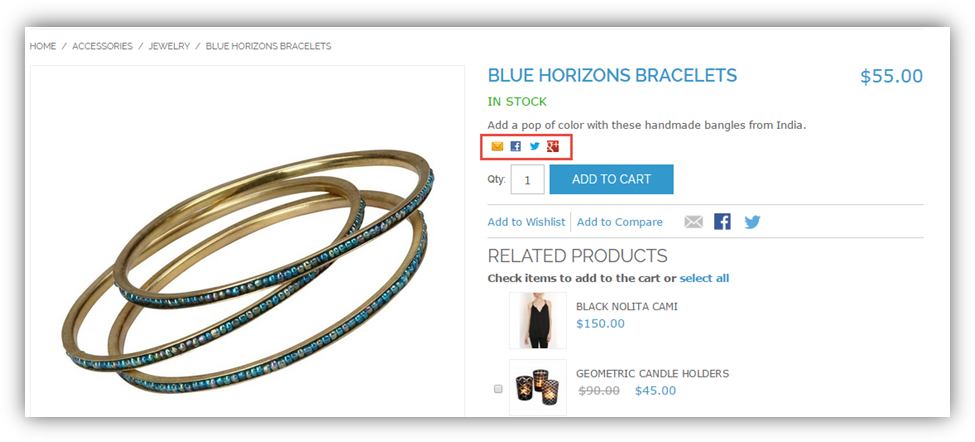 HOME / ACCESSORIES / JEWELRY / BLUE HORIZONS BRACELETS
BLUE HORIZONS BRACELETS $55.00
IN STOCK
Add a pop of color with these handmade bangles from India.
Qty: 1 ADD TO CART
Add to Wishlist Add to Compare
RELATED PRODUCTS
Check items to add to the cart or select all
BLACK NOLITA CAMI
$150.00
GEOMETRIC CANDLE HOLDERS
$90.00 $45.00